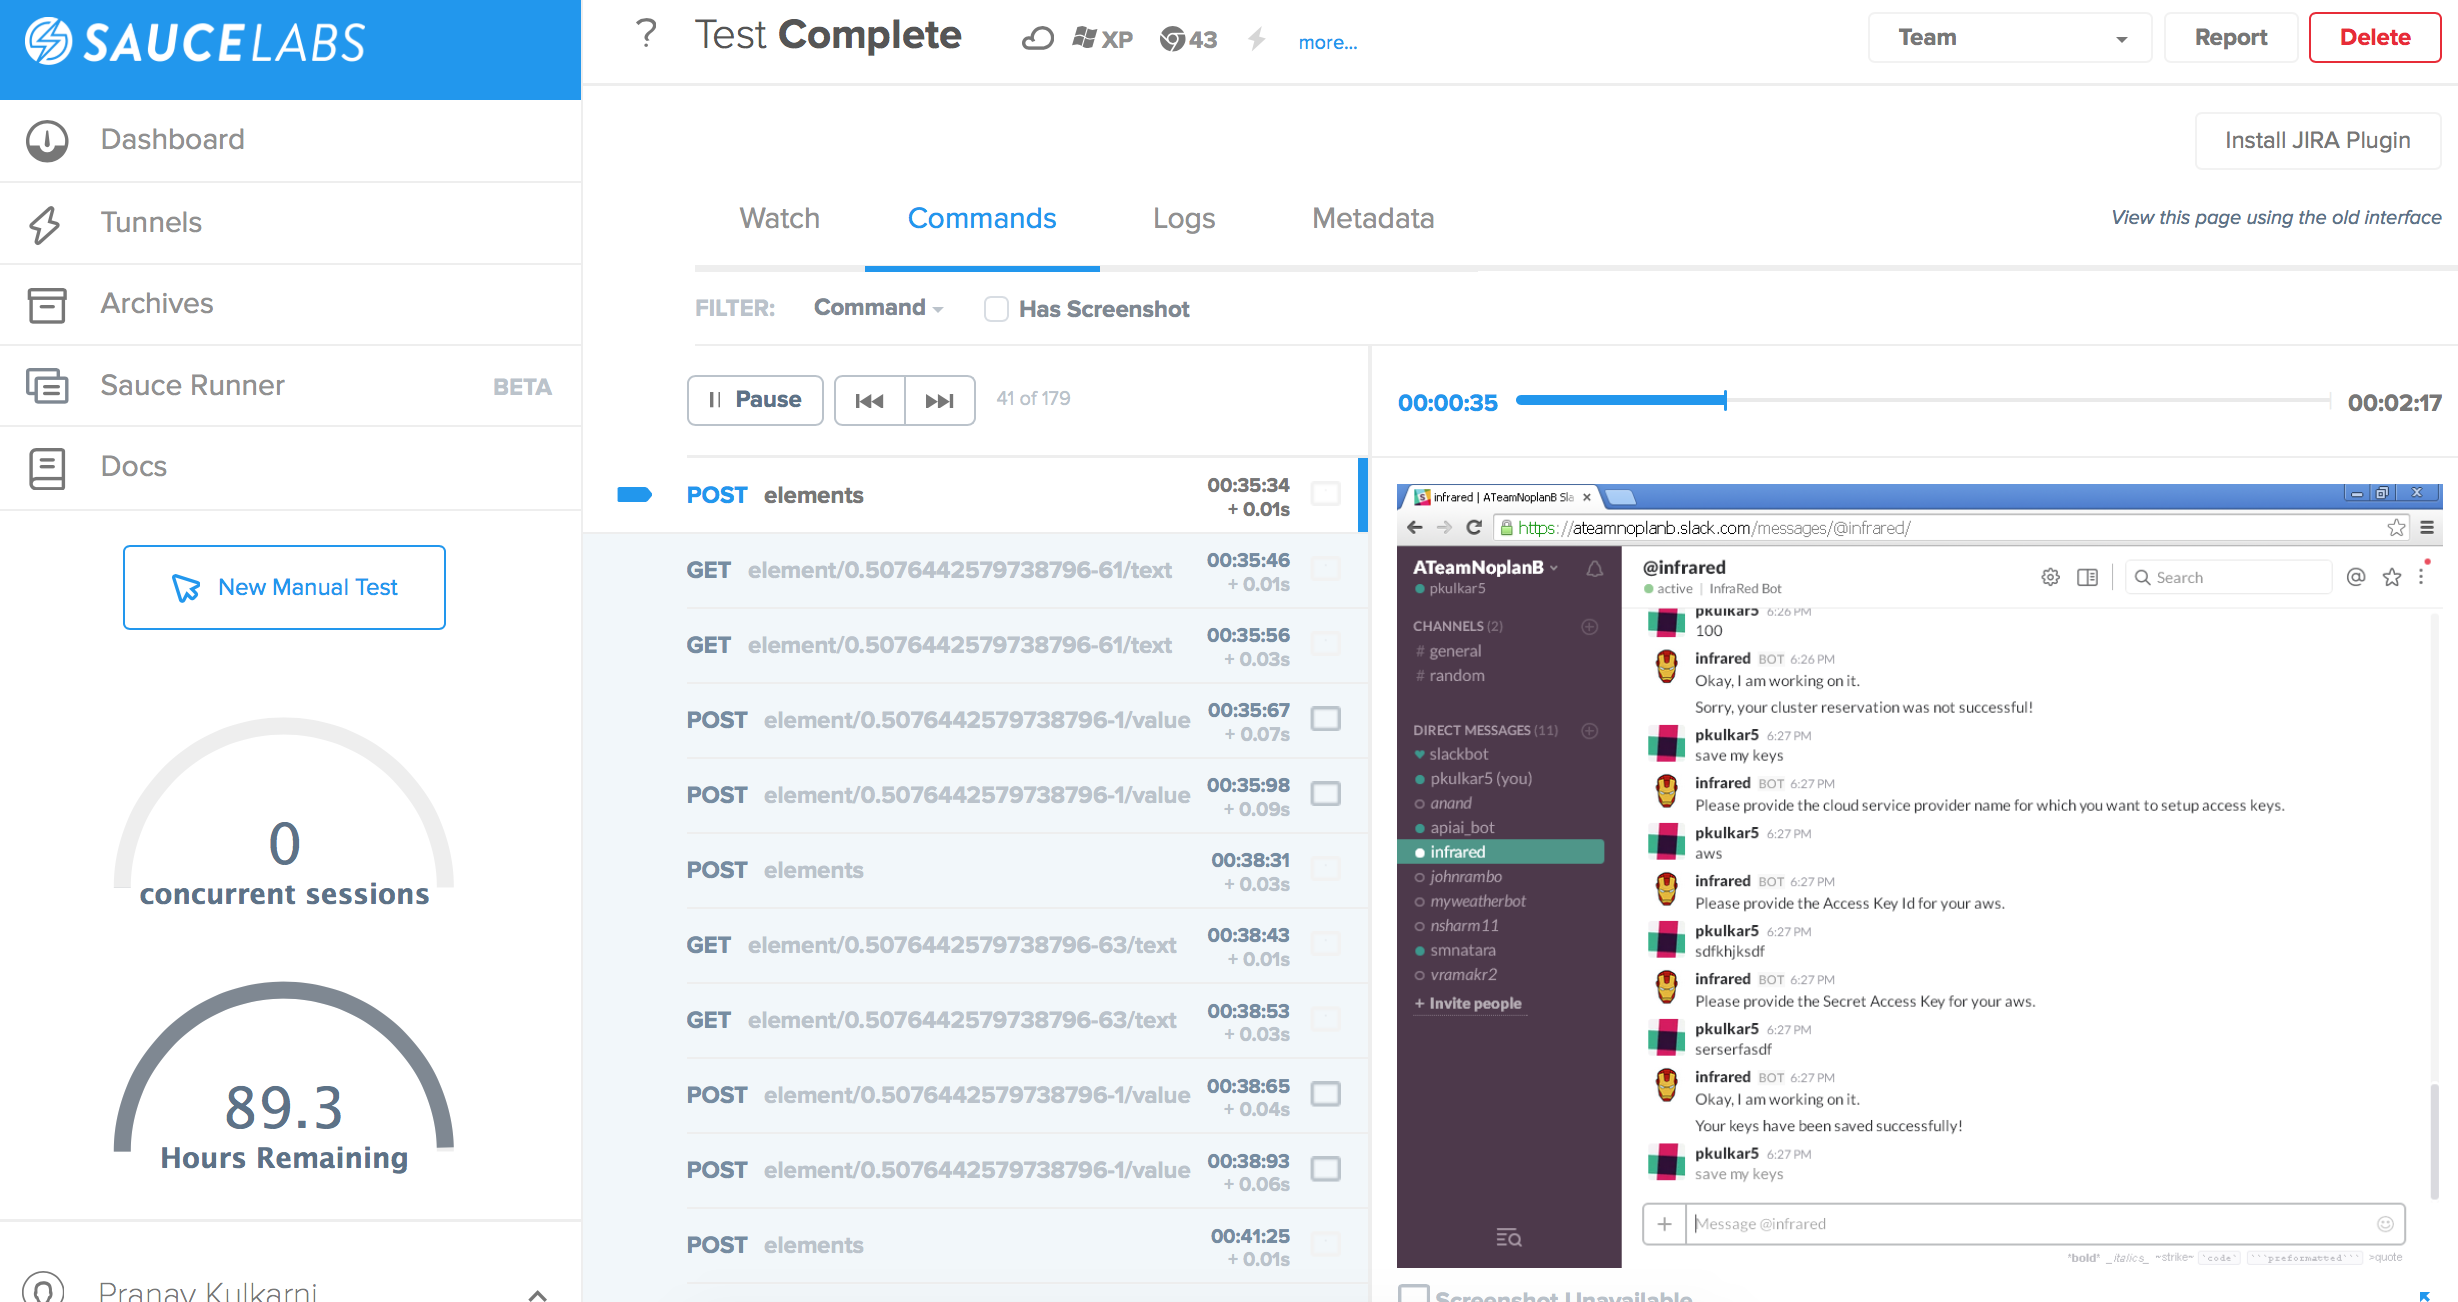 SAUCELABS
Dashboard
Tunnels
Archives
Sauce Runner BETA
Docs
New Manual Test
0
concurrent sessions
89.3
Hours Remaining
Pranav Kulkarni
? Test Complete XP 43 more...
Team Report Delete
Install JIRA Plugin
Watch Commands Logs Metadata
View this page using the old interface
FILTER: Command Has Screenshot
Pause 41 of 179
POST elements 00:35:34
+ 0.01s
GET element/0.5076442579738796-61/text 00:35:46
+ 0.01s
GET element/0.5076442579738796-61/text 00:35:56
+ 0.03s
POST element/0.5076442579738796-1/value 00:35:67
+ 0.07s
POST element/0.5076442579738796-1/value 00:35:98
+ 0.09s
POST elements 00:38:31
+ 0.03s
GET element/0.5076442579738796-63/text 00:38:43
+ 0.01s
GET element/0.5076442579738796-63/text 00:38:53
+ 0.03s
POST element/0.5076442579738796-1/value 00:38:65
+ 0.04s
POST element/0.5076442579738796-1/value 00:38:93
+ 0.06s
POST elements 00:41:25
+ 0.01s
00:00:35 00:02:17
infrared | ATeamNoplanB Sla
https://ateamnoplanb.slack.com/messages/@infrared/
ATeamNoplanB
pkulkar5
CHANNELS (2)
# general
# random
DIRECT MESSAGES (11)
slackbot
pkulkar5 (you)
anand
apiai_bot
infrared
johnrambo
myweatherbot
nsharm11
smnatara
vramakr2
+ Invite people
@infrared
active | InfraRed Bot
Search
pkulkar5 6:26 PM
100
infrared BOT 6:26 PM
Okay, I am working on it.
Sorry, your cluster reservation was not successful!
pkulkar5 6:27 PM
save my keys
infrared BOT 6:27 PM
Please provide the cloud service provider name for which you want to setup access keys.
pkulkar5 6:27 PM
aws
infrared BOT 6:27 PM
Please provide the Access Key Id for your aws.
pkulkar5 6:27 PM
sdfkhjksdf
infrared BOT 6:27 PM
Please provide the Secret Access Key for your aws.
pkulkar5 6:27 PM
serserfasdf
infrared BOT 6:27 PM
Okay, I am working on it.
Your keys have been saved successfully!
pkulkar5 6:27 PM
save my keys
Message @infrared
*bold* _italics_ ~strike~ `code` ```preformatted``` >quote
Screenshot Unavailable